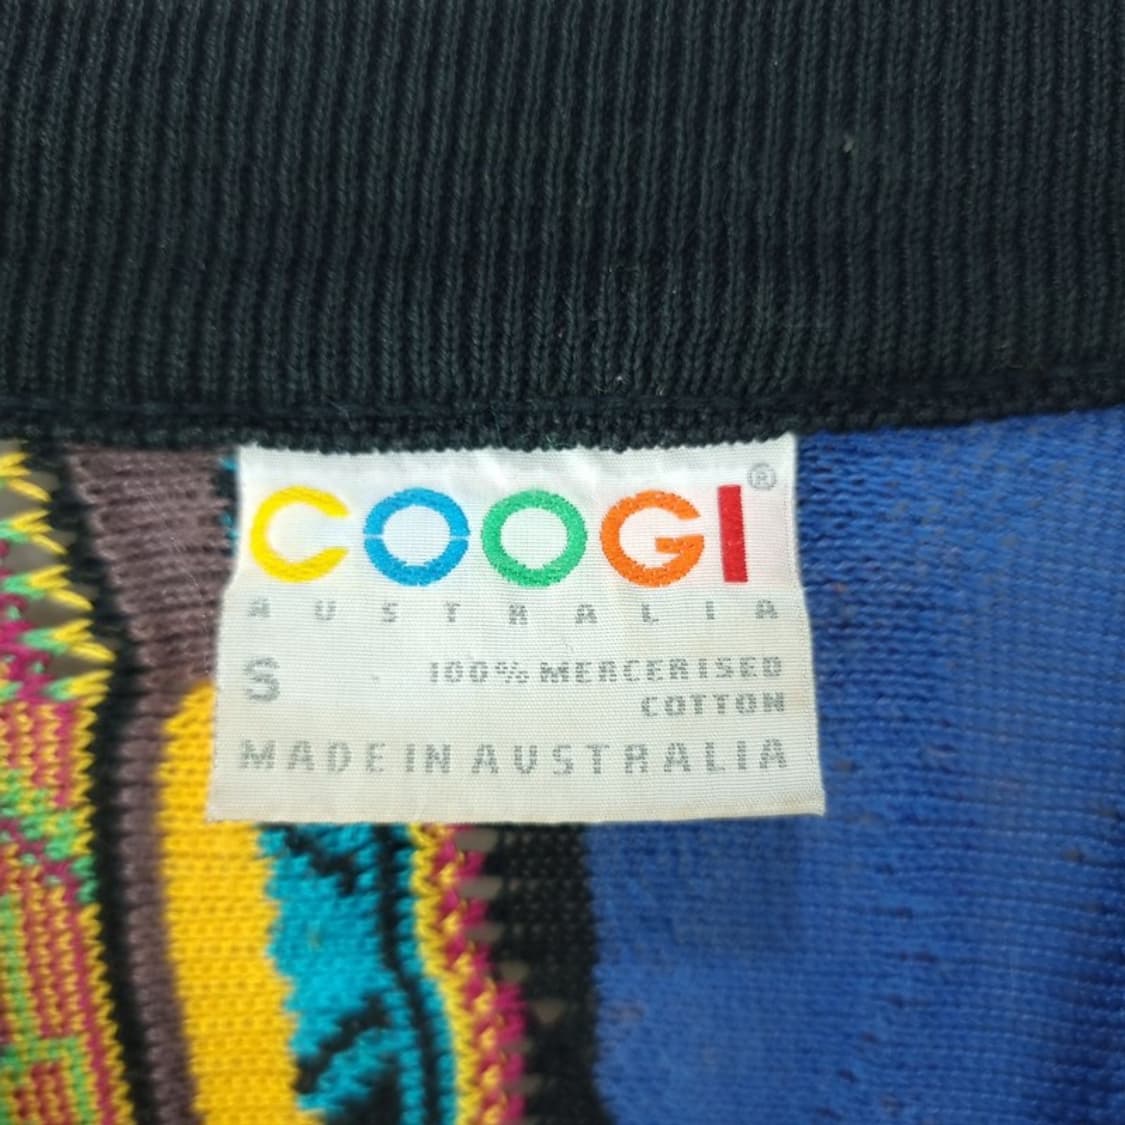 COOGI®
AUSTRALIA
S 100% MERCERISED
COTTON
MADE IN AUSTRALIA